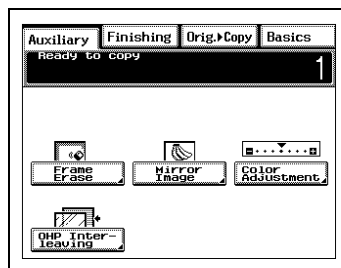 Auxiliary Finishing Orig.▸Copy Basics
Ready to copy
1
Frame
Erase
Mirror
Image
Color
Adjustment
OHP Inter-
leaving